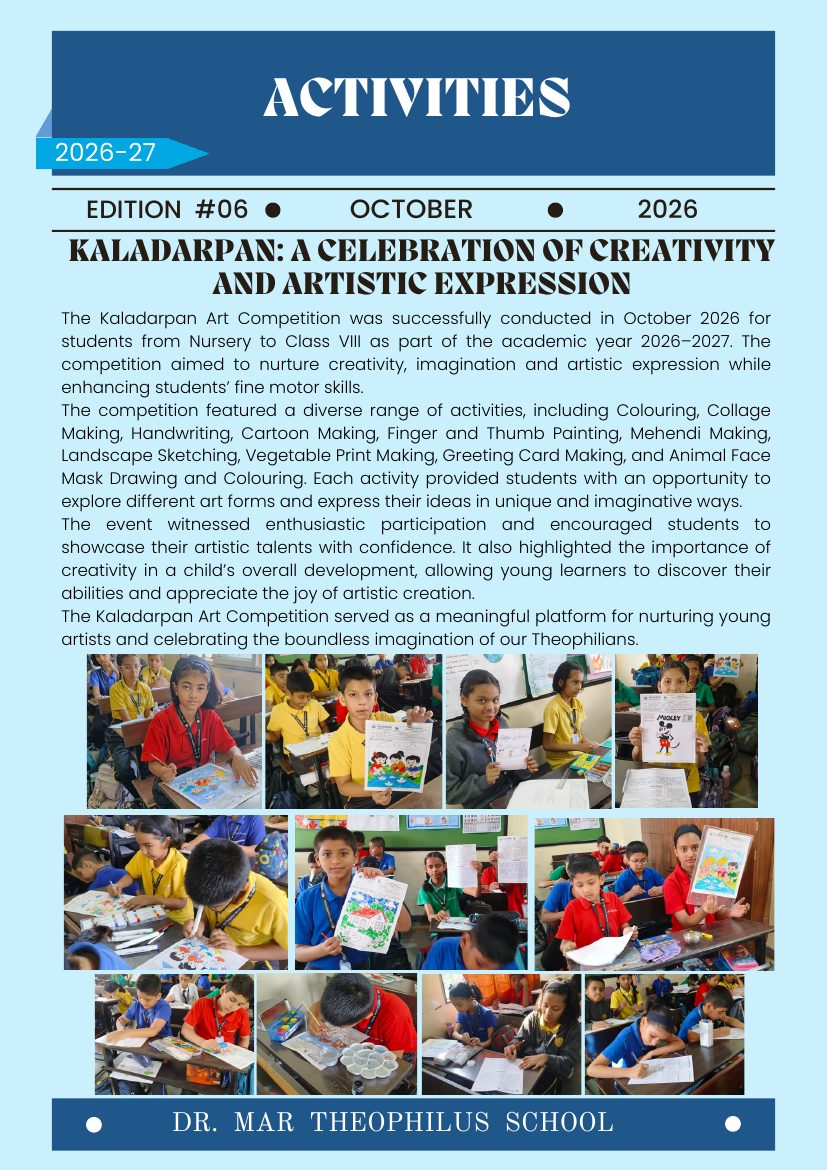 ACTIVITIES
2026-27
EDITION #06 ● OCTOBER ● 2026
KALADARPAN: A CELEBRATION OF CREATIVITY
AND ARTISTIC EXPRESSION
The Kaladarpan Art Competition was successfully conducted in October 2026 for
students from Nursery to Class VIII as part of the academic year 2026–2027. The
competition aimed to nurture creativity, imagination and artistic expression while
enhancing students’ fine motor skills.
The competition featured a diverse range of activities, including Colouring, Collage
Making, Handwriting, Cartoon Making, Finger and Thumb Painting, Mehendi Making,
Landscape Sketching, Vegetable Print Making, Greeting Card Making, and Animal Face
Mask Drawing and Colouring. Each activity provided students with an opportunity to
explore different art forms and express their ideas in unique and imaginative ways.
The event witnessed enthusiastic participation and encouraged students to
showcase their artistic talents with confidence. It also highlighted the importance of
creativity in a child’s overall development, allowing young learners to discover their
abilities and appreciate the joy of artistic creation.
The Kaladarpan Art Competition served as a meaningful platform for nurturing young
artists and celebrating the boundless imagination of our Theophilians.
DR. MAR THEOPHILUS SCHOOL